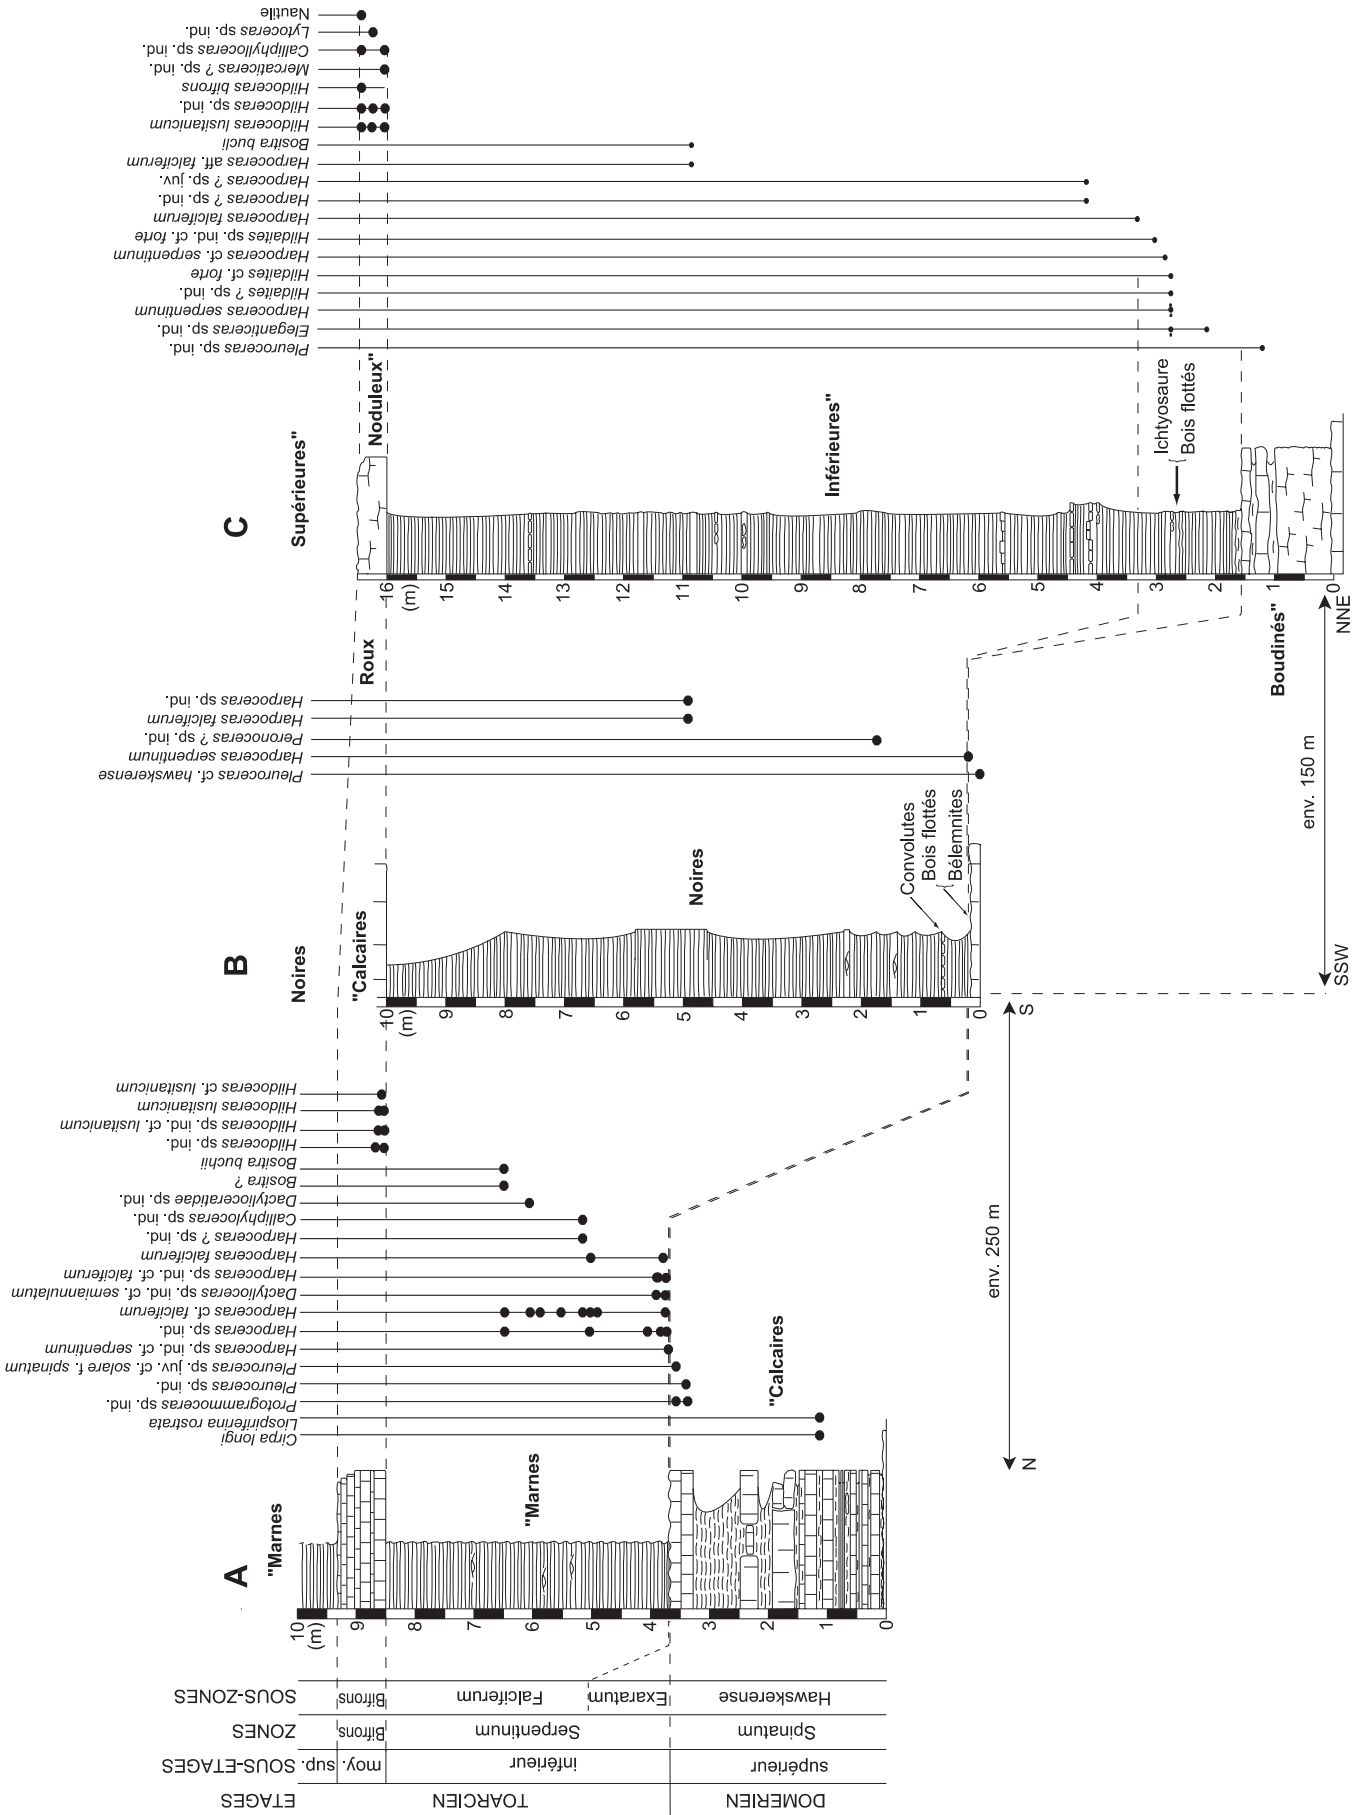 ETAGES
DOMERIEN
TOARCIEN
SOUS-ETAGES
supérieur
inférieur
moy.
sup.
ZONES
Spinatum
Serpentinum
Bifrons
SOUS-ZONES
Hawskerense
Exaratum
Falciferum
Bifrons
A
"Marnes
"Marnes
"Calcaires
0
2
3
4
5
6
7
8
9
10
(m)
Cirpa longi
Liospiriferina rostrata
Protogrammoceras sp. ind.
Pleuroceras sp. ind.
Pleuroceras sp. juv. cf. solare f. spinatum
Harpoceras sp. ind. cf. serpentinum
Harpoceras sp. ind.
Harpoceras cf. falciferum
Dactylioceras sp. ind. cf. semiannulatum
Harpoceras sp. ind. cf. falciferum
Harpoceras falciferum
Harpoceras ? sp. ind.
Calliphyloceras sp. ind.
Dactylioceratidae sp. ind.
Bositra ?
Bositra buchii
Hildoceras sp. ind.
Hildoceras sp. ind. cf. lusitanicum
Hildoceras lusitanicum
Hildoceras cf. lusitanicum
N
env. 250 m
S
B
Noires
"Calcaires
Noires
0
1
2
3
4
5
6
7
8
9
10
(m)
Convolutes
Bois flottés
Bélemnites
Pleuroceras cf. hawskerense
Harpoceras serpentinum
Peronoceras ? sp. ind.
Harpoceras falciferum
Harpoceras sp. ind.
SSW
env. 150 m
NNE
C
Supérieures"
Roux
Noduleux"
Inférieures"
Boudinés"
0
1
2
3
4
5
6
7
8
9
10
11
12
13
14
15
16
(m)
Ichtyosaure
Bois flottés
Pleuroceras sp. ind.
Eleganticeras sp. ind.
Harpoceras serpentinum
Hildaites ? sp. ind.
Hildaites cf. forte
Harpoceras cf. serpentinum
Hildaites sp. ind. cf. forte
Harpoceras falciferum
Harpoceras ? sp. ind.
Harpoceras ? sp. juv.
Harpoceras aff. falciferum
Bositra bucli
Hildoceras lusitanicum
Hildoceras sp. ind.
Hildoceras bifrons
Mercaticeras ? sp. ind.
Calliphylloceras sp. ind.
Lytoceras sp. ind.
Nautile